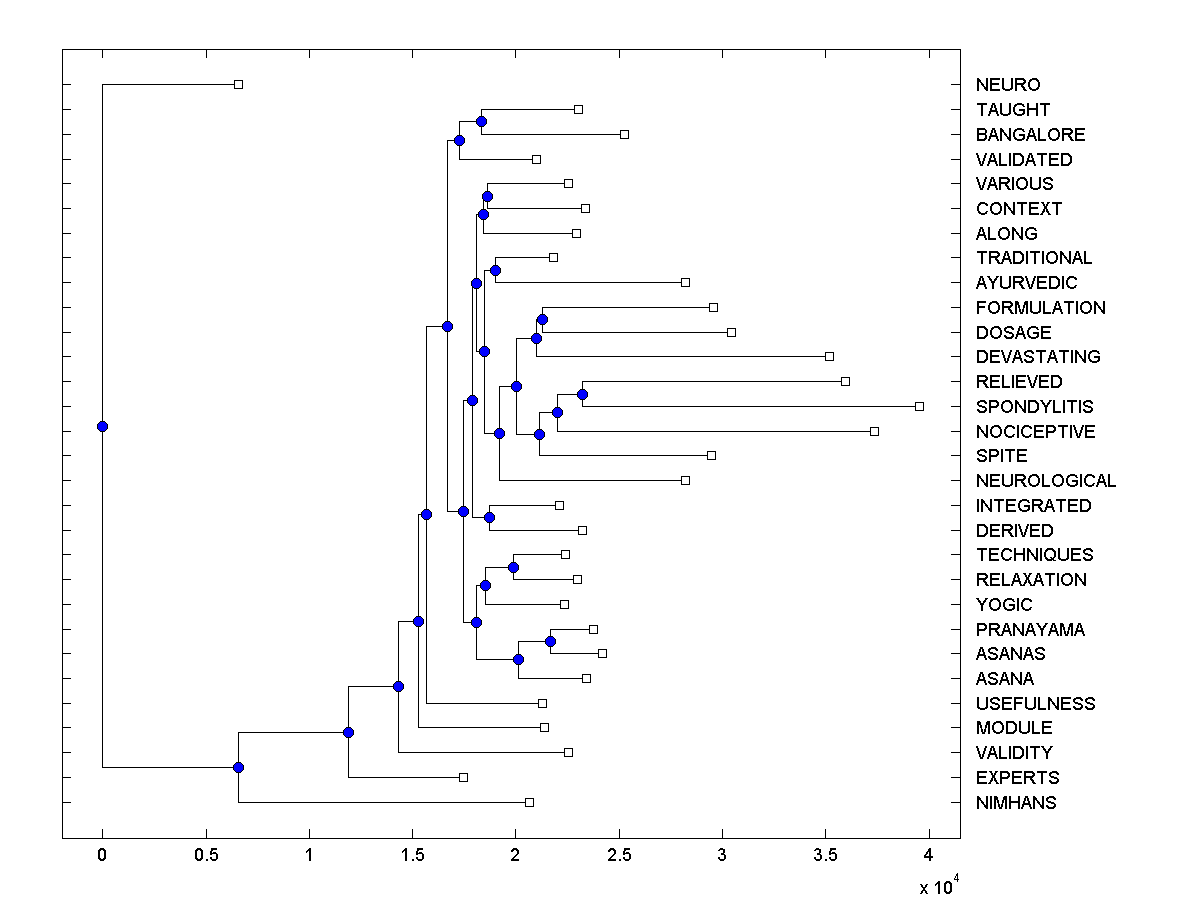 NEURO
TAUGHT
BANGALORE
VALIDATED
VARIOUS
CONTEXT
ALONG
TRADITIONAL
AYURVEDIC
FORMULATION
DOSAGE
DEVASTATING
RELIEVED
SPONDYLITIS
NOCICEPTIVE
SPITE
NEUROLOGICAL
INTEGRATED
DERIVED
TECHNIQUES
RELAXATION
YOGIC
PRANAYAMA
ASANAS
ASANA
USEFULNESS
MODULE
VALIDITY
EXPERTS
NIMHANS
0 0.5 1 1.5 2 2.5 3 3.5 4
x 10^4